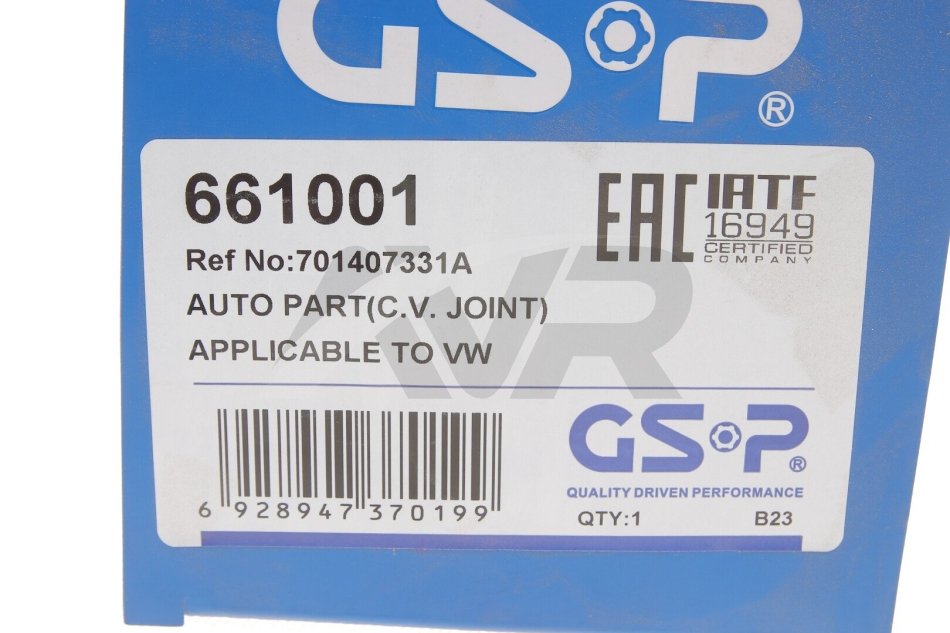 GSP®
661001
Ref No:701407331A
AUTO PART(C.V. JOINT)
APPLICABLE TO VW
EAC
IATF
16949
CERTIFIED
COMPANY
VR
6 928947 370199
GSP®
QUALITY DRIVEN PERFORMANCE
QTY:1 B23